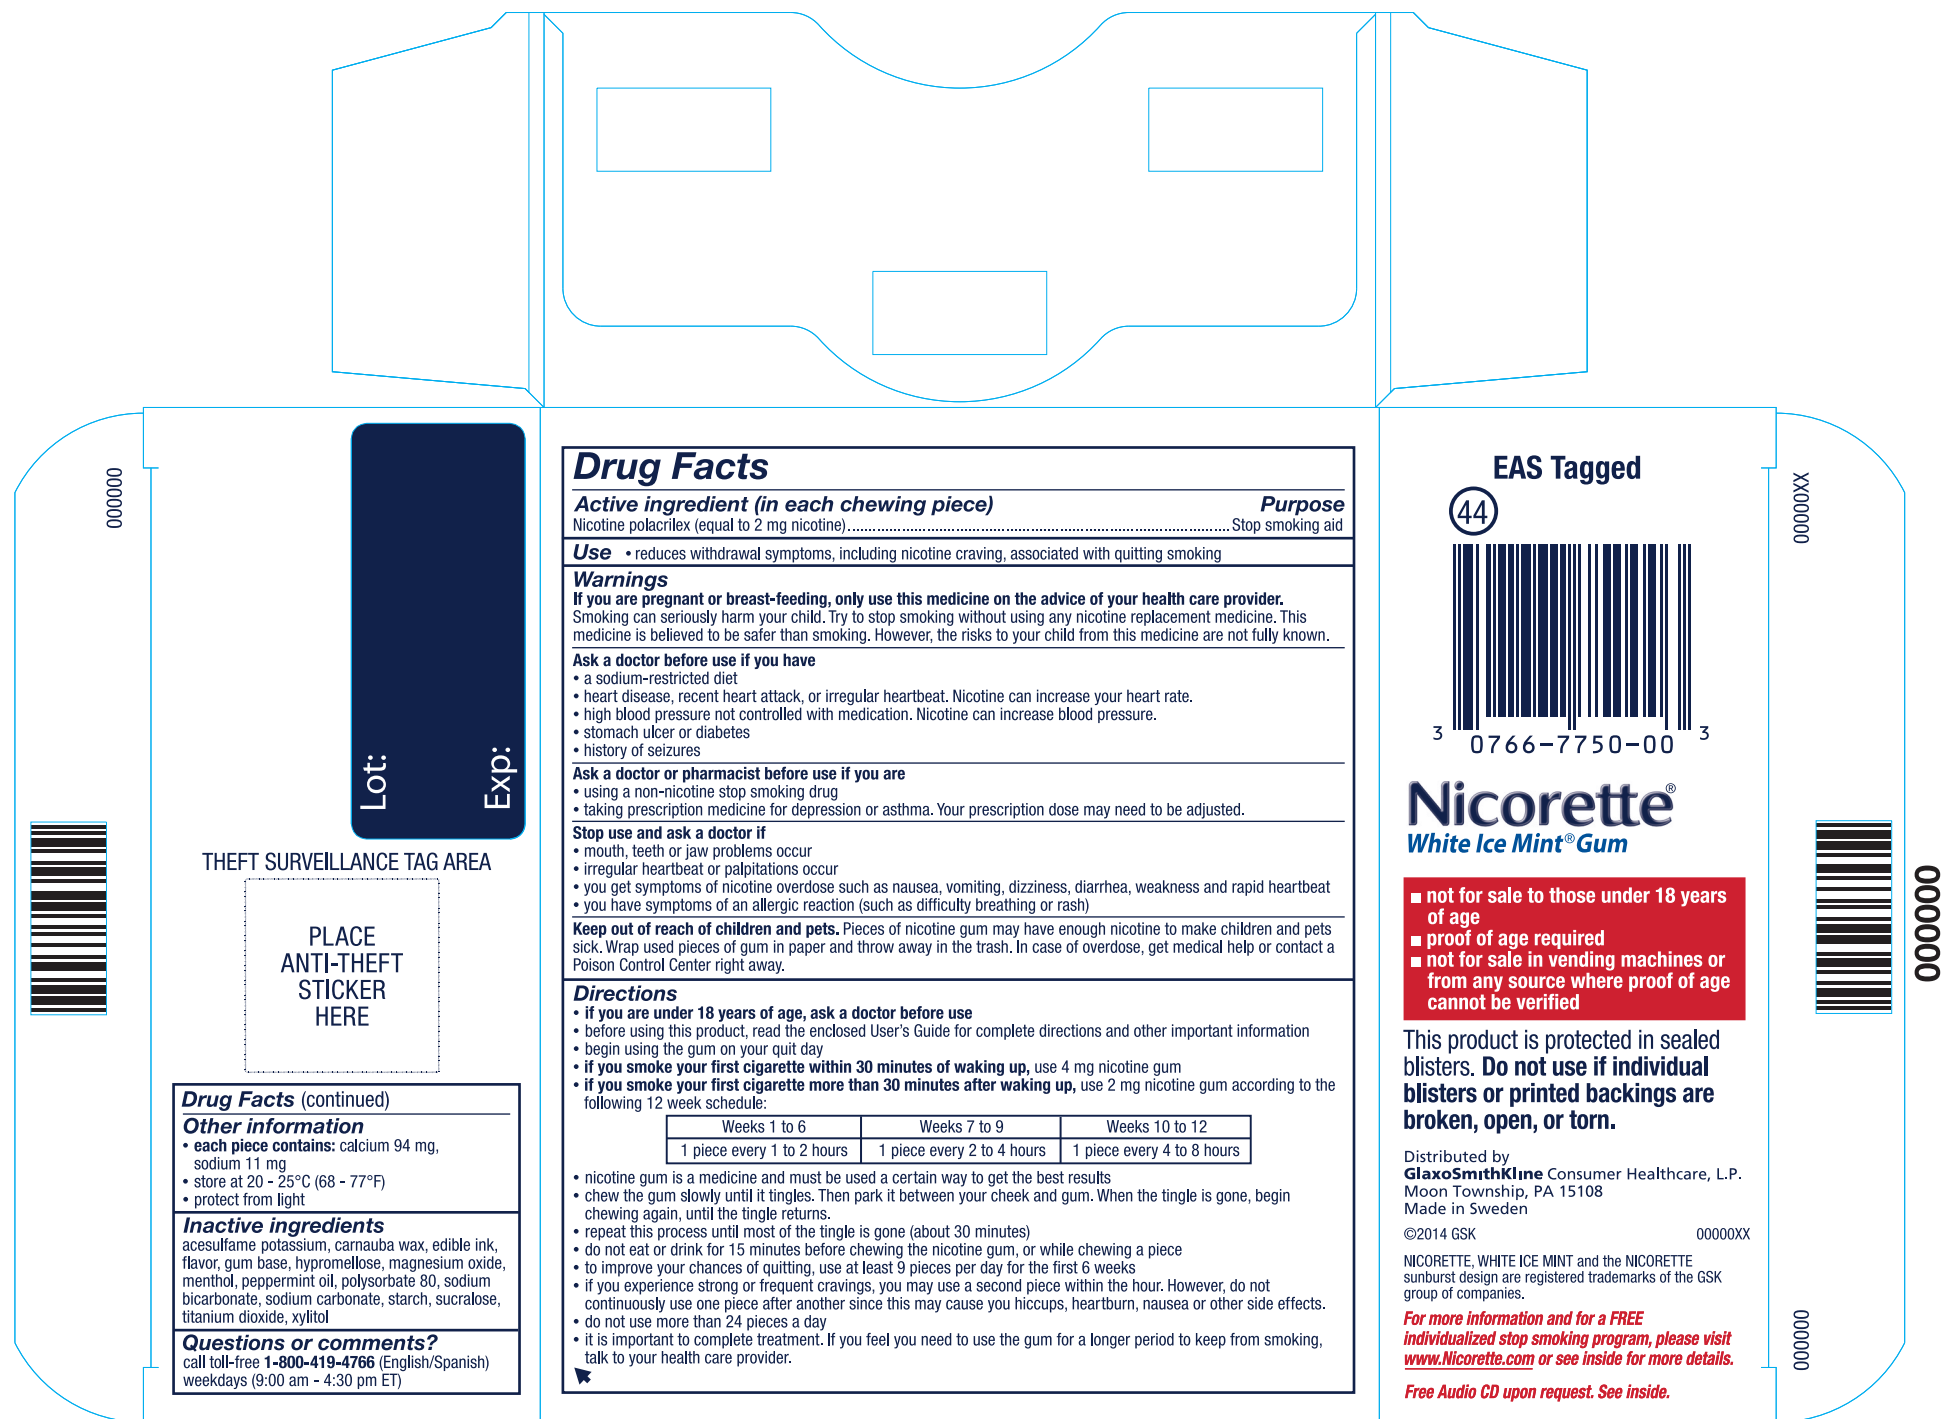 000000
Lot:
Exp:
THEFT SURVEILLANCE TAG AREA
PLACE
ANTI-THEFT
STICKER
HERE
Drug Facts (continued)
Other information
• each piece contains: calcium 94 mg,
sodium 11 mg
• store at 20 - 25°C (68 - 77°F)
• protect from light
Inactive ingredients
acesulfame potassium, carnauba wax, edible ink,
flavor, gum base, hypromellose, magnesium oxide,
menthol, peppermint oil, polysorbate 80, sodium
bicarbonate, sodium carbonate, starch, sucralose,
titanium dioxide, xylitol
Questions or comments?
call toll-free 1-800-419-4766 (English/Spanish)
weekdays (9:00 am - 4:30 pm ET)
Drug Facts
Active ingredient (in each chewing piece) Purpose
Nicotine polacrilex (equal to 2 mg nicotine)........Stop smoking aid
Use • reduces withdrawal symptoms, including nicotine craving, associated with quitting smoking
Warnings
If you are pregnant or breast-feeding, only use this medicine on the advice of your health care provider.
Smoking can seriously harm your child. Try to stop smoking without using any nicotine replacement medicine. This
medicine is believed to be safer than smoking. However, the risks to your child from this medicine are not fully known.
Ask a doctor before use if you have
• a sodium-restricted diet
• heart disease, recent heart attack, or irregular heartbeat. Nicotine can increase your heart rate.
• high blood pressure not controlled with medication. Nicotine can increase blood pressure.
• stomach ulcer or diabetes
• history of seizures
Ask a doctor or pharmacist before use if you are
• using a non-nicotine stop smoking drug
• taking prescription medicine for depression or asthma. Your prescription dose may need to be adjusted.
Stop use and ask a doctor if
• mouth, teeth or jaw problems occur
• irregular heartbeat or palpitations occur
• you get symptoms of nicotine overdose such as nausea, vomiting, dizziness, diarrhea, weakness and rapid heartbeat
• you have symptoms of an allergic reaction (such as difficulty breathing or rash)
Keep out of reach of children and pets. Pieces of nicotine gum may have enough nicotine to make children and pets
sick. Wrap used pieces of gum in paper and throw away in the trash. In case of overdose, get medical help or contact a
Poison Control Center right away.
Directions
• if you are under 18 years of age, ask a doctor before use
• before using this product, read the enclosed User's Guide for complete directions and other important information
• begin using the gum on your quit day
• if you smoke your first cigarette within 30 minutes of waking up, use 4 mg nicotine gum
• if you smoke your first cigarette more than 30 minutes after waking up, use 2 mg nicotine gum according to the
following 12 week schedule:
Weeks 1 to 6 Weeks 7 to 9 Weeks 10 to 12
1 piece every 1 to 2 hours 1 piece every 2 to 4 hours 1 piece every 4 to 8 hours
• nicotine gum is a medicine and must be used a certain way to get the best results
• chew the gum slowly until it tingles. Then park it between your cheek and gum. When the tingle is gone, begin
chewing again, until the tingle returns.
• repeat this process until most of the tingle is gone (about 30 minutes)
• do not eat or drink for 15 minutes before chewing the nicotine gum, or while chewing a piece
• to improve your chances of quitting, use at least 9 pieces per day for the first 6 weeks
• if you experience strong or frequent cravings, you may use a second piece within the hour. However, do not
continuously use one piece after another since this may cause you hiccups, heartburn, nausea or other side effects.
• do not use more than 24 pieces a day
• it is important to complete treatment. If you feel you need to use the gum for a longer period to keep from smoking,
talk to your health care provider.
EAS Tagged
44
3 0766-7750-00 3
Nicorette®
White Ice Mint® Gum
not for sale to those under 18 years
of age
proof of age required
not for sale in vending machines or
from any source where proof of age
cannot be verified
This product is protected in sealed
blisters. Do not use if individual
blisters or printed backings are
broken, open, or torn.
Distributed by
GlaxoSmithKline Consumer Healthcare, L.P.
Moon Township, PA 15108
Made in Sweden
©2014 GSK 00000XX
NICORETTE, WHITE ICE MINT and the NICORETTE
sunburst design are registered trademarks of the GSK
group of companies.
For more information and for a FREE
individualized stop smoking program, please visit
www.Nicorette.com or see inside for more details.
Free Audio CD upon request. See inside.
00000XX
000000
000000